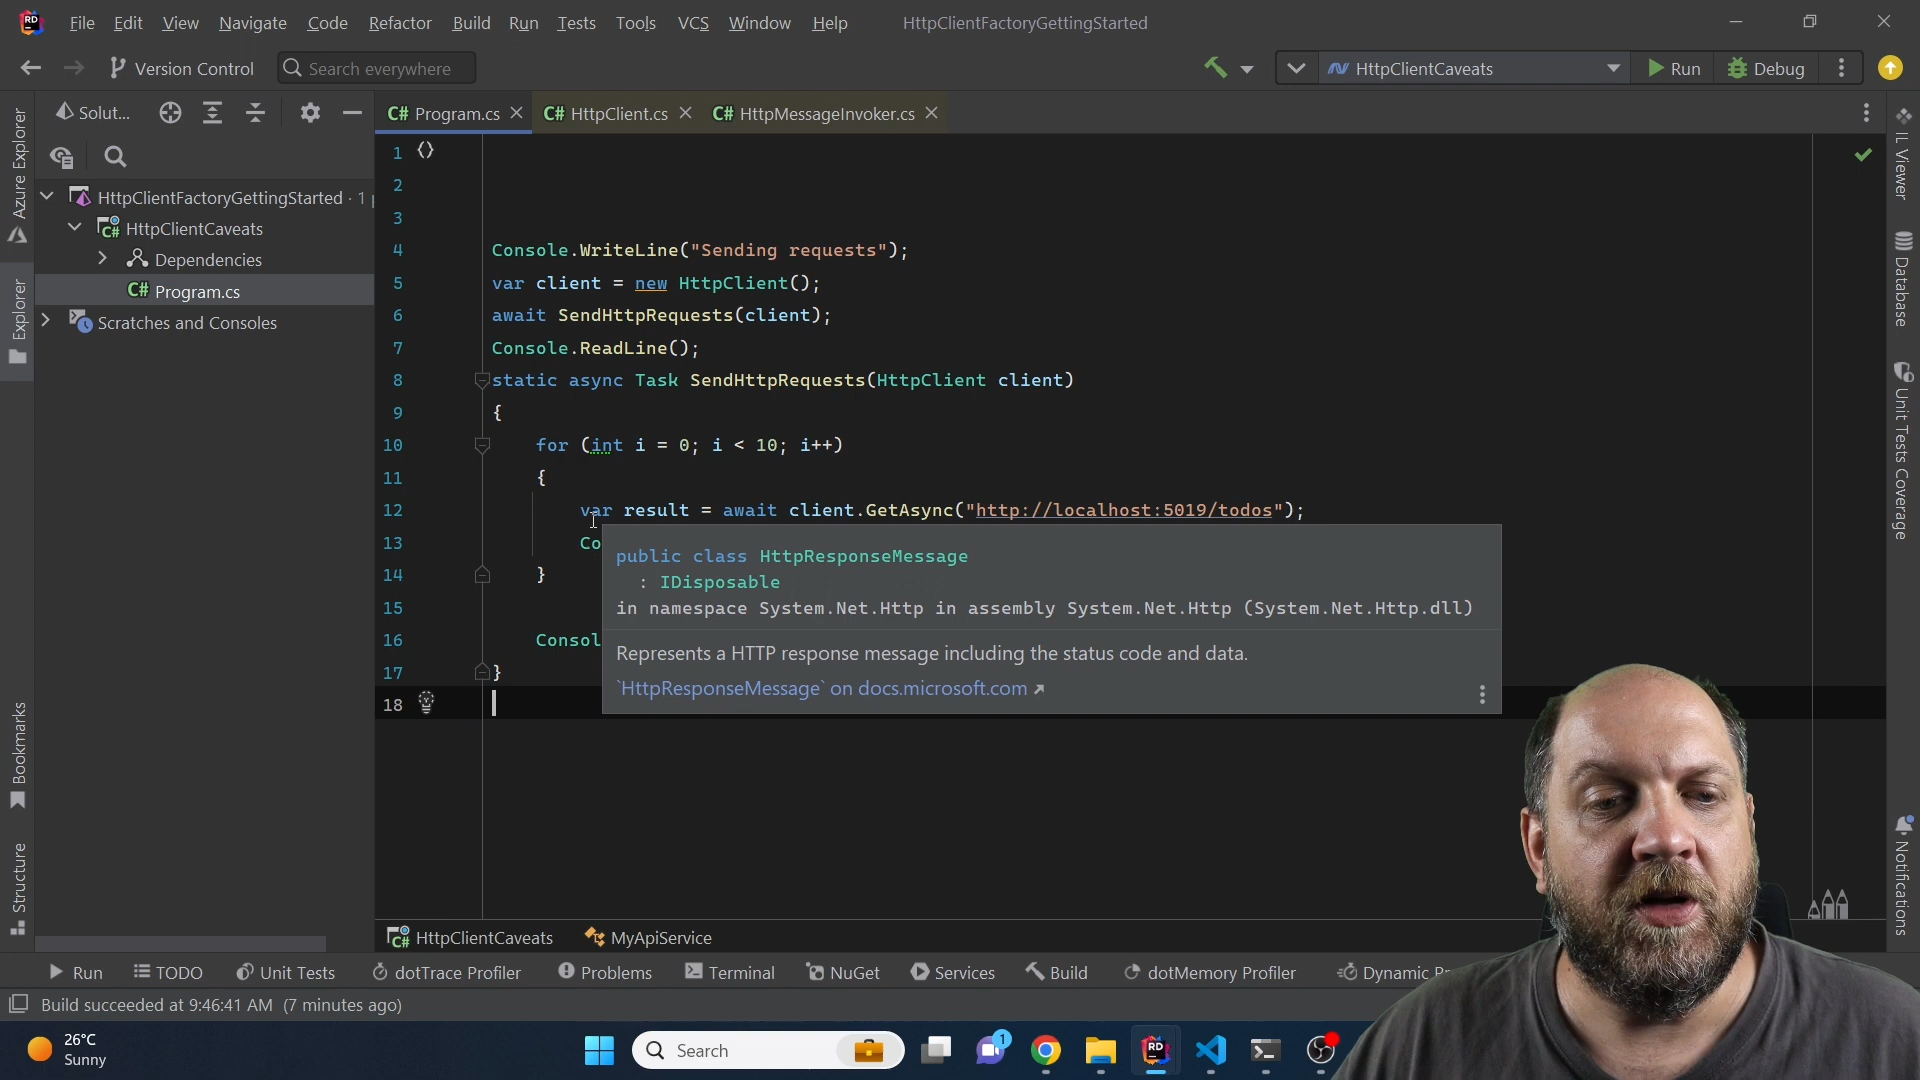 File Edit View Navigate Code Refactor Build Run Tests Tools VCS Window Help HttpClientFactoryGettingStarted
Version Control Search everywhere HttpClientCaveats Run Debug
Solut... C# Program.cs C# HttpClient.cs C# HttpMessageInvoker.cs
HttpClientFactoryGettingStarted · 1
HttpClientCaveats
Dependencies
C# Program.cs
Scratches and Consoles
Azure Explorer
Explorer
Bookmarks
Structure
1
2
3
4 Console.WriteLine("Sending requests");
5 var client = new HttpClient();
6 await SendHttpRequests(client);
7 Console.ReadLine();
8 static async Task SendHttpRequests(HttpClient client)
9 {
10 for (int i = 0; i < 10; i++)
11 {
12 var result = await client.GetAsync("http://localhost:5019/todos");
13 Co
14 }
15
16 Consol
17 }
18
public class HttpResponseMessage
: IDisposable
in namespace System.Net.Http in assembly System.Net.Http (System.Net.Http.dll)
Represents a HTTP response message including the status code and data.
`HttpResponseMessage` on docs.microsoft.com
IL Viewer
Database
Unit Tests Coverage
Notifications
HttpClientCaveats MyApiService
Run TODO Unit Tests dotTrace Profiler Problems Terminal NuGet Services Build dotMemory Profiler Dynamic
Build succeeded at 9:46:41 AM (7 minutes ago)
26°C
Sunny
Search
1
RD